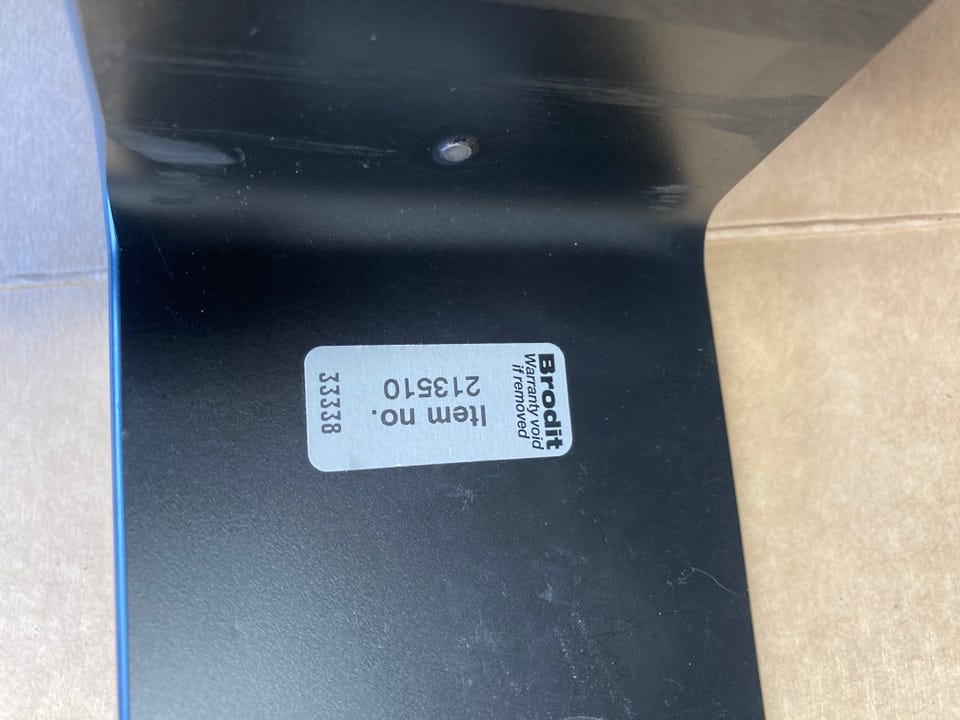 Brodit
Warranty void
if removed
Item no.
213510
33338